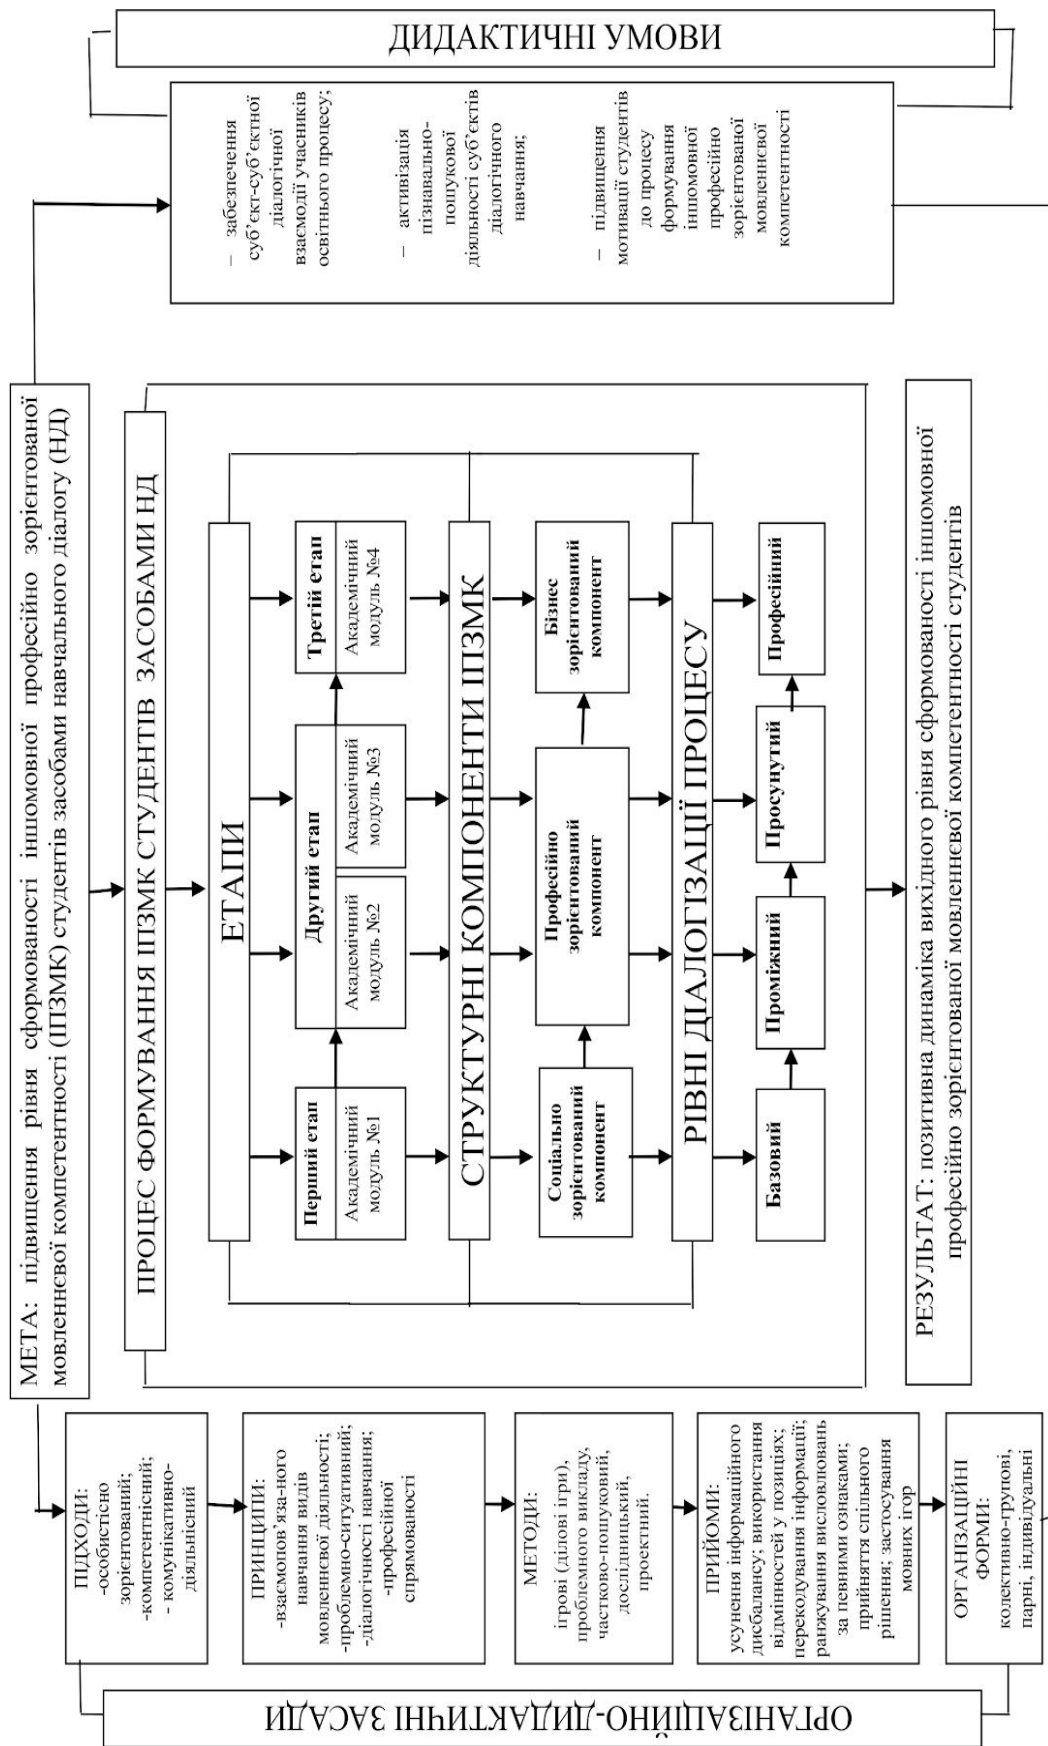 МЕТА: підвищення рівня сформованості іншомовної професійно зорієнтованої
мовленнєвої компетентності (ІПЗМК) студентів засобами навчального діалогу (НД)
ОРГАНІЗАЦІЙНО-ДИДАКТИЧНІ ЗАСАДИ
ПІДХОДИ:
-особистісно
зорієнтований;
-компетентнісний;
- комунікативно-
діяльнісний
ПРИНЦИПИ:
-взаємопов’яза-ного
навчання видів
мовленнєвої діяльності;
-проблемно-ситуативний;
-діалогічності навчання;
-професійної
спрямованості
МЕТОДИ:
ігрові (ділові ігри),
проблемного викладу,
частково-пошуковий,
дослідницький,
проектний.
ПРИЙОМИ:
усунення інформаційного
дисбалансу; використання
відмінностей у позиціях;
перекодування інформації;
ранжування висловлювань
за певними ознаками;
прийняття спільного
рішення; застосування
мовних ігор
ОРГАНІЗАЦІЙНІ
ФОРМИ:
колективно-групові,
парні, індивідуальні
ПРОЦЕС ФОРМУВАННЯ ІПЗМК СТУДЕНТІВ ЗАСОБАМИ НД
ЕТАПИ
Перший етап
Академічний
модуль №1
Другий етап
Академічний
модуль №2
Академічний
модуль №3
Третій етап
Академічний
модуль №4
СТРУКТУРНІ КОМПОНЕНТИ ІПЗМК
Соціально
зорієнтований
компонент
Професійно
зорієнтований
компонент
Бізнес
зорієнтований
компонент
РІВНІ ДІАЛОГІЗАЦІЇ ПРОЦЕСУ
Базовий
Проміжний
Просунутий
Професійний
РЕЗУЛЬТАТ: позитивна динаміка вихідного рівня сформованості іншомовної
професійно зорієнтованої мовленнєвої компетентності студентів
ДИДАКТИЧНІ УМОВИ
– забезпечення
суб’єкт-суб’єктної
діалогічної
взаємодії учасників
освітнього процесу;
– активізація
пізнавально-
пошукової
діяльності суб’єктів
діалогічного
навчання;
– підвищення
мотивації студентів
до процесу
формування
іншомовної
професійно
зорієнтованої
мовленнєвої
компетентності